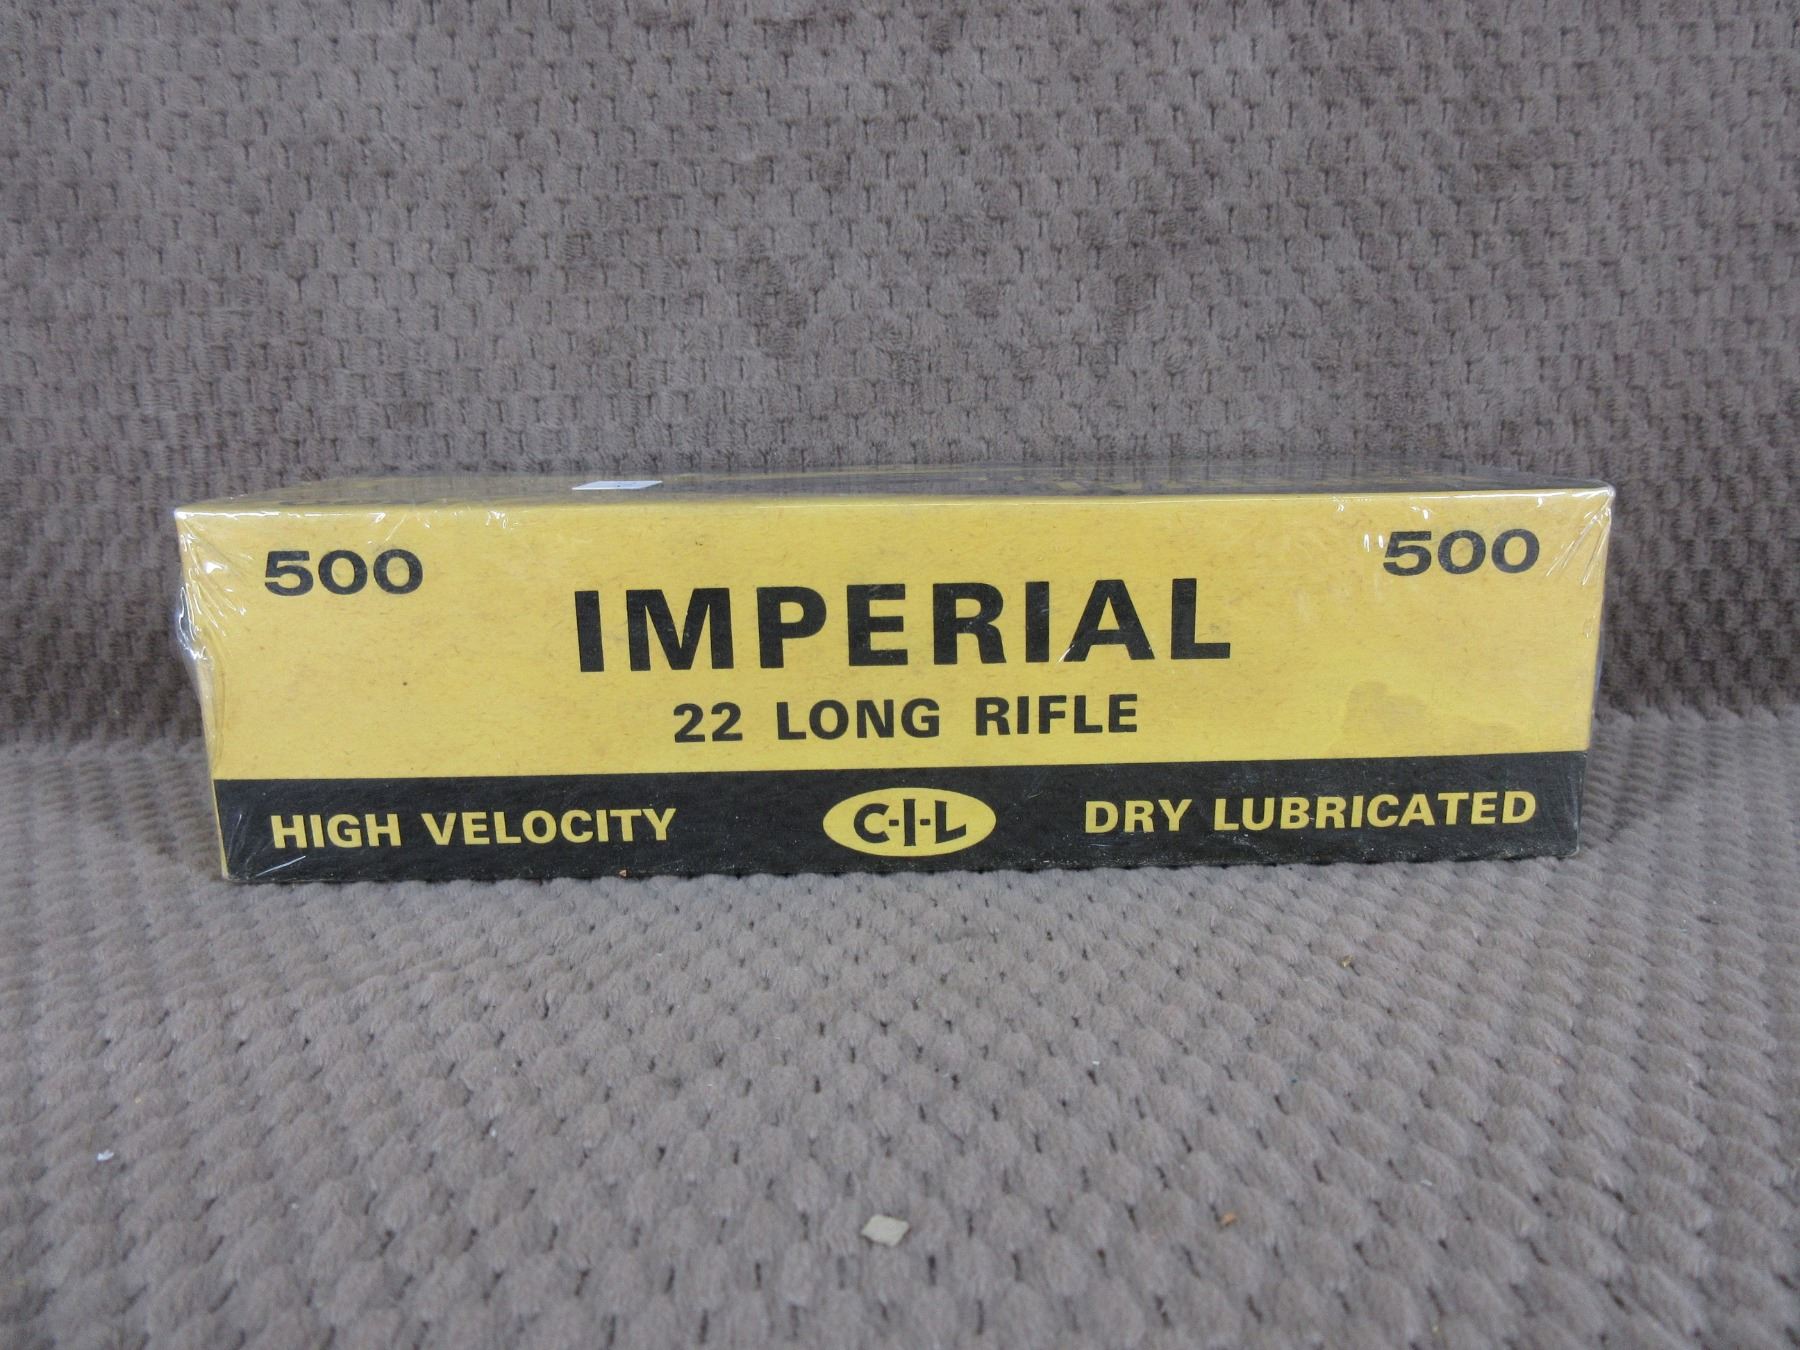 500 500
IMPERIAL
22 LONG RIFLE
HIGH VELOCITY C-I-L DRY LUBRICATED